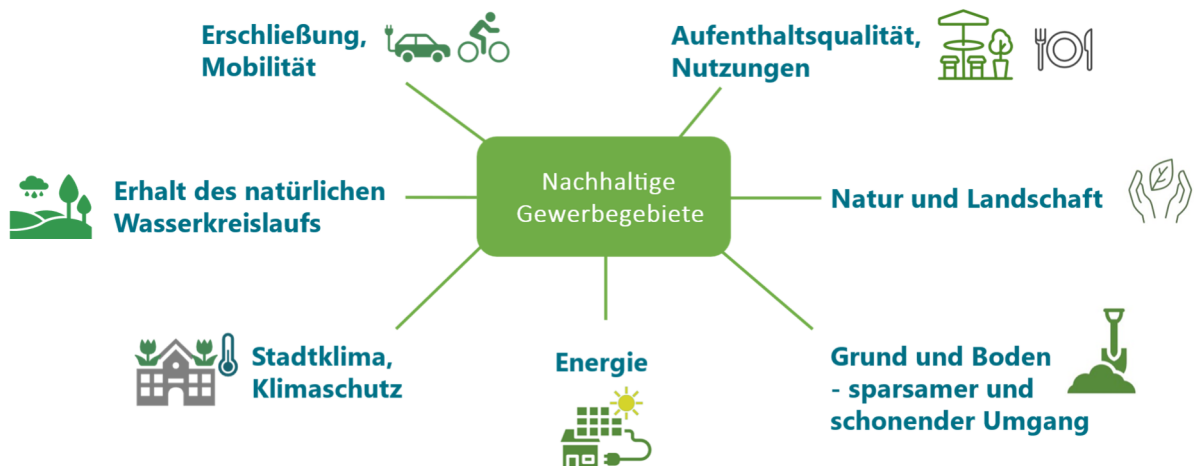 Erschließung,
Mobilität
Aufenthaltsqualität,
Nutzungen
Nachhaltige
Gewerbegebiete
Erhalt des natürlichen
Wasserkreislaufs
Natur und Landschaft
Stadtklima,
Klimaschutz
Energie
Grund und Boden
- sparsamer und
schonender Umgang